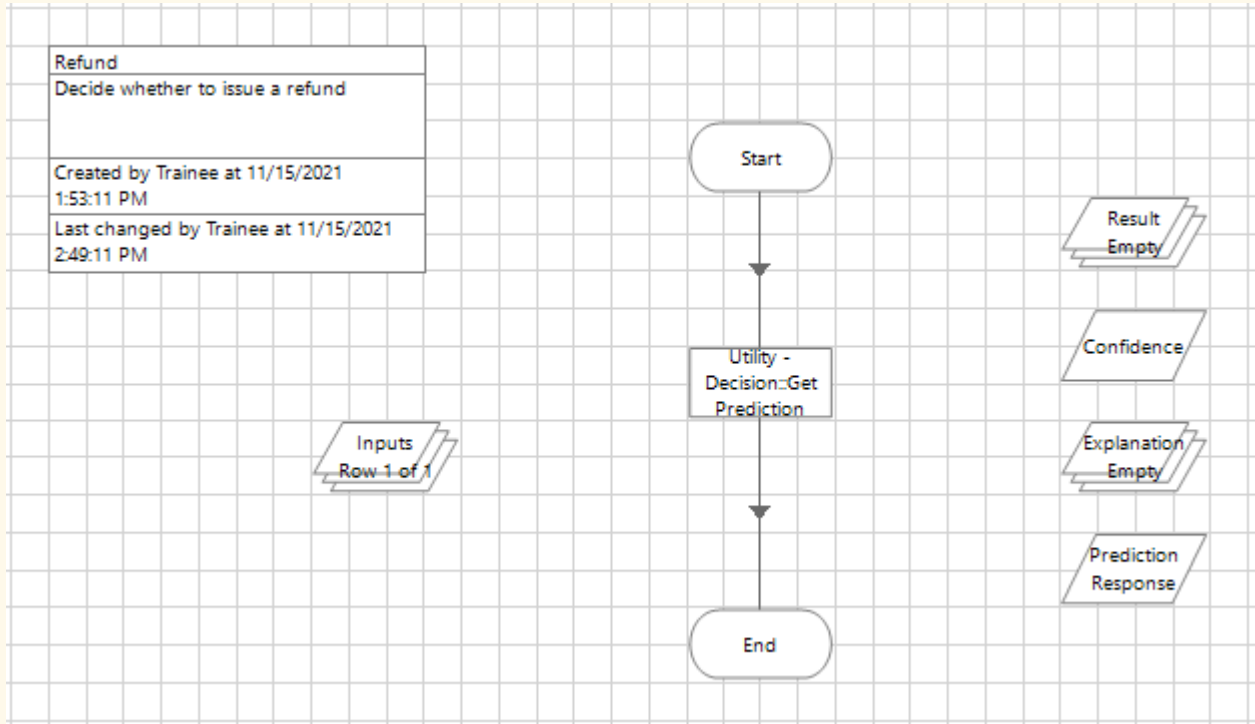 Refund
Decide whether to issue a refund
Created by Trainee at 11/15/2021
1:53:11 PM
Last changed by Trainee at 11/15/2021
2:49:11 PM
Start
Utility -
Decision::Get
Prediction
End
Inputs
Row 1 of 1
Result
Empty
Confidence
Explanation
Empty
Prediction
Response